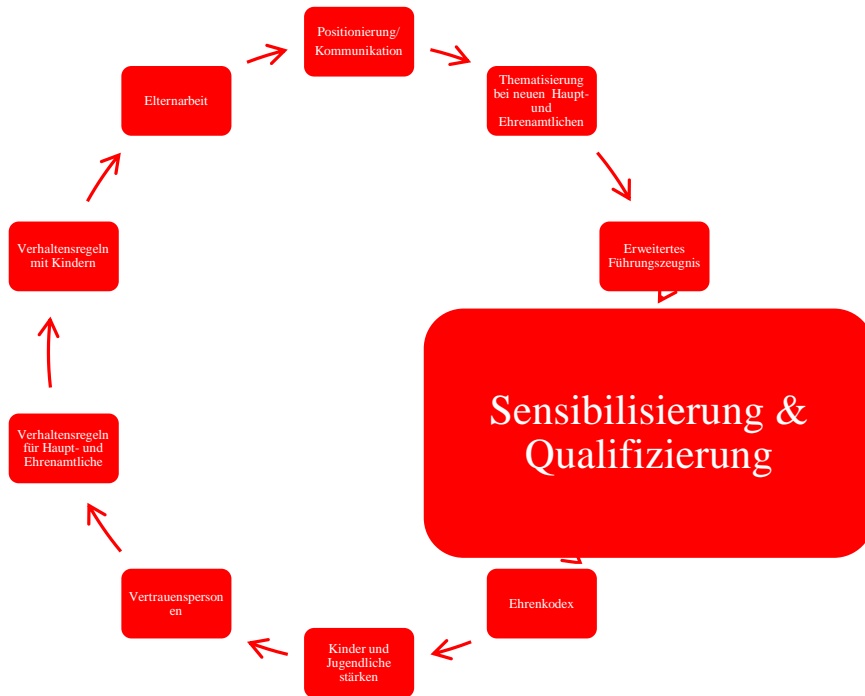 Positionierung/
Kommunikation
Thematisierung
bei neuen Haupt-
und
Ehrenamtlichen
Erweitertes
Führungszeugnis
Sensibilisierung &
Qualifizierung
Ehrenkodex
Kinder und
Jugendliche
stärken
Vertrauensperson
en
Verhaltensregeln
für Haupt- und
Ehrenamtliche
Verhaltensregeln
mit Kindern
Elternarbeit